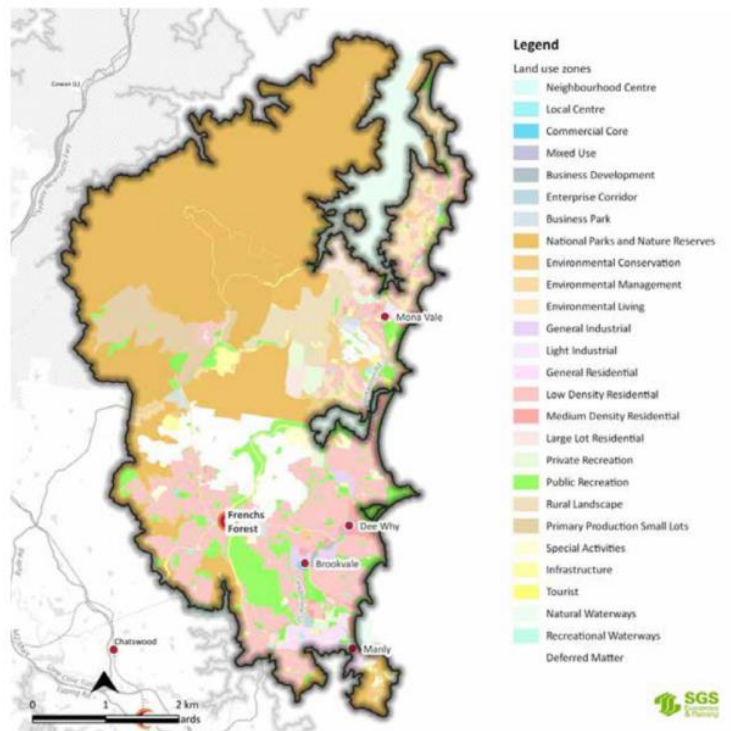 Cowan
Mona Vale
Frenchs
Forest
Dee Why
Brookvale
Chatswood
Manly
0 1 2 km
Legend
Land use zones
Neighbourhood Centre
Local Centre
Commercial Core
Mixed Use
Business Development
Enterprise Corridor
Business Park
National Parks and Nature Reserves
Environmental Conservation
Environmental Management
Environmental Living
General Industrial
Light Industrial
General Residential
Low Density Residential
Medium Density Residential
Large Lot Residential
Private Recreation
Public Recreation
Rural Landscape
Primary Production Small Lots
Special Activities
Infrastructure
Tourist
Natural Waterways
Recreational Waterways
Deferred Matter
SGS
Economics
& Planning